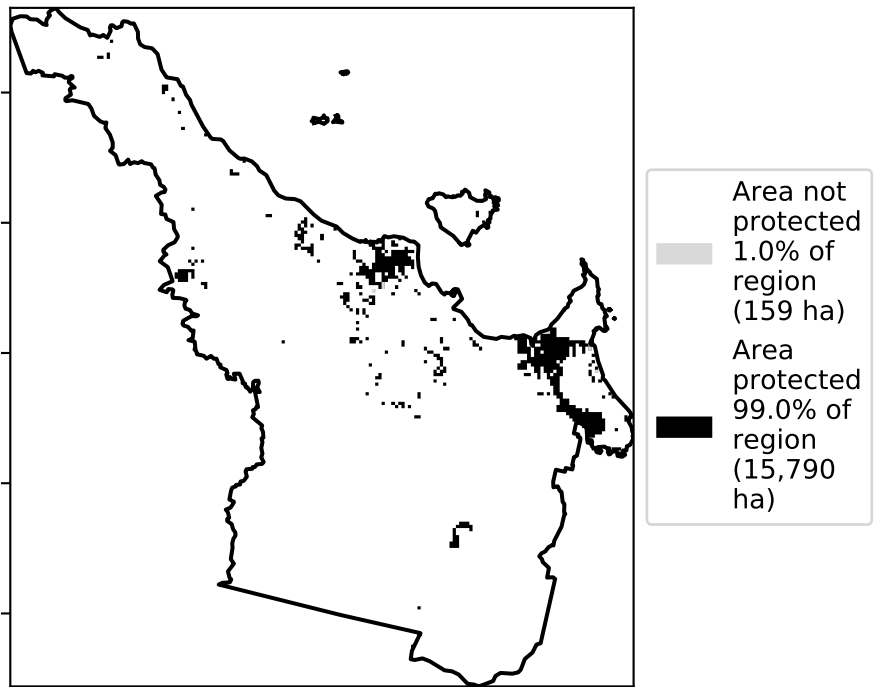 Area not
protected
1.0% of
region
(159 ha)
Area
protected
99.0% of
region
(15,790
ha)